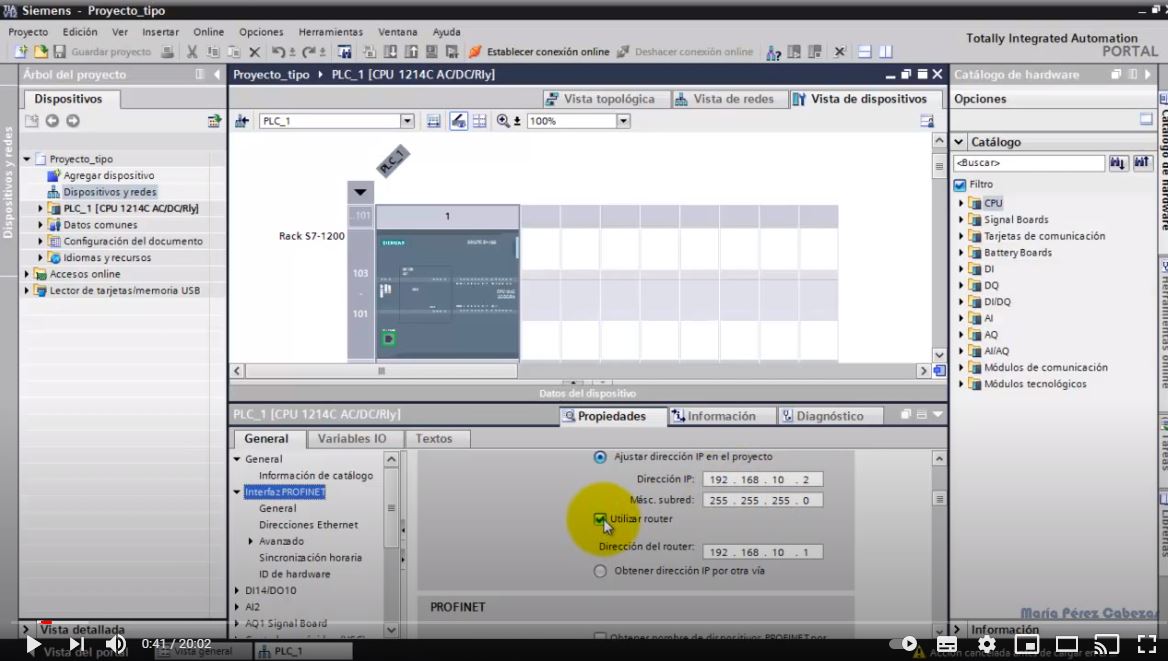 Siemens - Proyecto_tipo
Proyecto Edición Ver Insertar Online Opciones Herramientas Ventana Ayuda
Guardar proyecto
Establecer conexión online
Deshacer conexión online
Totally Integrated Automation
PORTAL
Dispositivos y redes
Árbol del proyecto
Dispositivos
Proyecto_tipo
Agregar dispositivo
Dispositivos y redes
PLC_1 [CPU 1214C AC/DC/Rly]
Datos comunes
Configuración del documento
Idiomas y recursos
Accesos online
Lector de tarjetas/memoria USB
Vista detallada
Proyecto_tipo PLC_1 [CPU 1214C AC/DC/Rly]
Vista topológica
Vista de redes
Vista de dispositivos
PLC_1
100%
PLC_1
Rack S7-1200
101
1
103
101
SIEMENS
Datos del dispositivo
PLC_1 [CPU 1214C AC/DC/Rly]
Propiedades
Información
Diagnóstico
General
Variables IO
Textos
General
Información de catálogo
Interfaz PROFINET
General
Direcciones Ethernet
Avanzado
Sincronización horaria
ID de hardware
DI14/DO10
AI2
AQ1 Signal Board
Ajustar dirección IP en el proyecto
Dirección IP: 192 . 168 . 10 . 2
Másc. subred: 255 . 255 . 255 . 0
Utilizar router
Dirección del router: 192 . 168 . 10 . 1
Obtener dirección IP por otra vía
PROFINET
Obtener nombre de dispositivos PROFINET por
Catálogo de hardware
Opciones
Catálogo
<Buscar>
Filtro
CPU
Signal Boards
Tarjetas de comunicación
Battery Boards
DI
DQ
DI/DQ
AI
AQ
AI/AQ
Módulos de comunicación
Módulos tecnológicos
Información
Catálogo de hardware
Herramientas online
Tareas
Librerías
María Pérez Cabezas
0:41 / 20:02
Vista del portal
Vista general
PLC_1